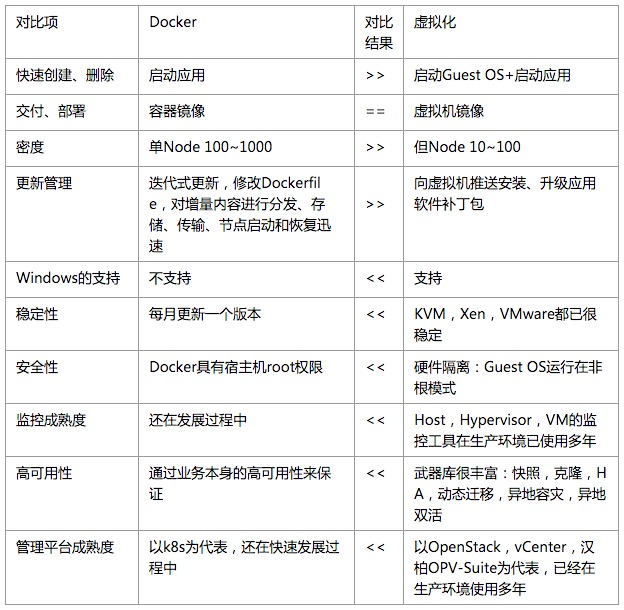 对比项 Docker 对比 虚拟化
结果
快速创建、删除 启动应用 >> 启动Guest OS+启动应用
交付、部署 容器镜像 == 虚拟机镜像
密度 单Node 100~1000 >> 但Node 10~100
更新管理 迭代式更新，修改Dockerfil 向虚拟机推送安装、升级应用
e，对增量内容进行分发、存 >> 软件补丁包
储、传输、节点启动和恢复迅
速
Windows的支持 不支持 << 支持
稳定性 每月更新一个版本 << KVM，Xen，VMware都已很
稳定
安全性 Docker具有宿主机root权限 << 硬件隔离：Guest OS运行在非
根模式
监控成熟度 还在发展过程中 << Host，Hypervisor，VM的监
控工具在生产环境已使用多年
高可用性 通过业务本身的高可用性来保 << 武器库很丰富：快照，克隆，H
证 A，动态迁移，异地容灾，异地
双活
管理平台成熟度 以k8s为代表，还在快速发展过 << 以OpenStack，vCenter，汉
程中 柏OPV-Suite为代表，已经在
生产环境使用多年